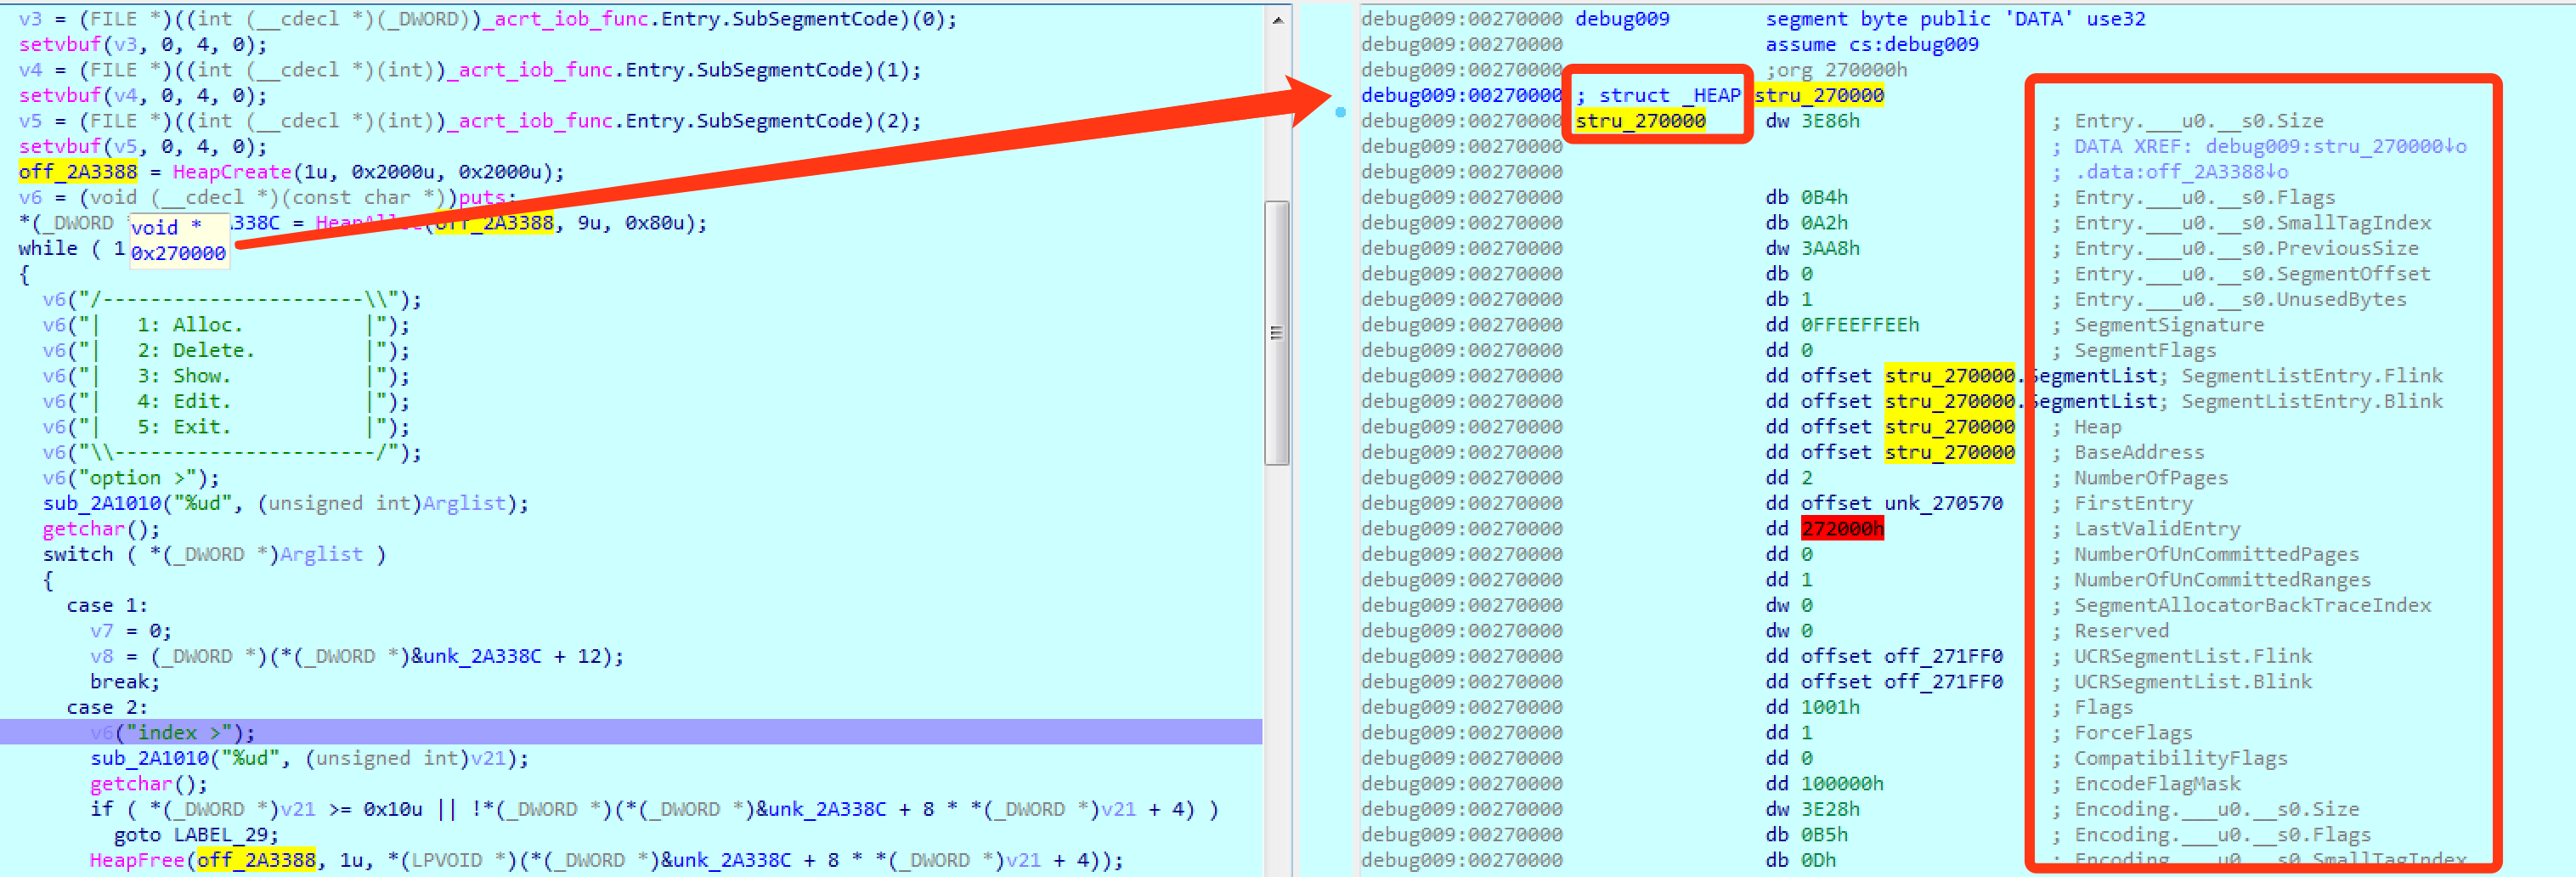 v3 = (FILE *)((int (__cdecl *)(_DWORD))_acrt_iob_func.Entry.SubSegmentCode)(0);
setvbuf(v3, 0, 4, 0);
v4 = (FILE *)((int (__cdecl *)(int))_acrt_iob_func.Entry.SubSegmentCode)(1);
setvbuf(v4, 0, 4, 0);
v5 = (FILE *)((int (__cdecl *)(int))_acrt_iob_func.Entry.SubSegmentCode)(2);
setvbuf(v5, 0, 4, 0);
off_2A3388 = HeapCreate(1u, 0x2000u, 0x2000u);
v6 = (void (__cdecl *)(const char *))puts;
*(_DWORD A338C = (off_2A3388, 9u, 0x80u);
void *
0x270000
while ( 1
{
v6("/----------------------\\");
v6("|   1: Alloc.          |");
v6("|   2: Delete.         |");
v6("|   3: Show.           |");
v6("|   4: Edit.           |");
v6("|   5: Exit.           |");
v6("\\----------------------/");
v6("option >");
sub_2A1010("%ud", (unsigned int)Arglist);
getchar();
switch ( *(_DWORD *)Arglist )
{
case 1:
v7 = 0;
v8 = (_DWORD *)(*(_DWORD *)&unk_2A338C + 12);
break;
case 2:
v6("index >");
sub_2A1010("%ud", (unsigned int)v21);
getchar();
if ( *(_DWORD *)v21 >= 0x10u || !*(_DWORD *)(*(_DWORD *)&unk_2A338C + 8 * *(_DWORD *)v21 + 4) )
goto LABEL_29;
HeapFree(off_2A3388, 1u, *(LPVOID *)(*(_DWORD *)&unk_2A338C + 8 * *(_DWORD *)v21 + 4));
debug009:00270000 debug009 segment byte public 'DATA' use32
debug009:00270000 assume cs:debug009
debug009:00270000 ;org 270000h
debug009:00270000 ; struct _HEAP stru_270000
debug009:00270000 stru_270000 dw 3E86h ; Entry.___u0.__s0.Size
debug009:00270000 ; DATA XREF: debug009:stru_270000↓o
debug009:00270000 ; .data:off_2A3388↓o
debug009:00270000 db 0B4h ; Entry.___u0.__s0.Flags
debug009:00270000 db 0A2h ; Entry.___u0.__s0.SmallTagIndex
debug009:00270000 dw 3AA8h ; Entry.___u0.__s0.PreviousSize
debug009:00270000 db 0 ; Entry.___u0.__s0.SegmentOffset
debug009:00270000 db 1 ; Entry.___u0.__s0.UnusedBytes
debug009:00270000 dd 0FFEEFFEEh ; SegmentSignature
debug009:00270000 dd 0 ; SegmentFlags
debug009:00270000 dd offset stru_270000.SegmentList; SegmentListEntry.Flink
debug009:00270000 dd offset stru_270000.SegmentList; SegmentListEntry.Blink
debug009:00270000 dd offset stru_270000 ; Heap
debug009:00270000 dd offset stru_270000 ; BaseAddress
debug009:00270000 dd 2 ; NumberOfPages
debug009:00270000 dd offset unk_270570 ; FirstEntry
debug009:00270000 dd 272000h ; LastValidEntry
debug009:00270000 dd 0 ; NumberOfUnCommittedPages
debug009:00270000 dd 1 ; NumberOfUnCommittedRanges
debug009:00270000 dw 0 ; SegmentAllocatorBackTraceIndex
debug009:00270000 dw 0 ; Reserved
debug009:00270000 dd offset off_271FF0 ; UCRSegmentList.Flink
debug009:00270000 dd offset off_271FF0 ; UCRSegmentList.Blink
debug009:00270000 dd 1001h ; Flags
debug009:00270000 dd 1 ; ForceFlags
debug009:00270000 dd 0 ; CompatibilityFlags
debug009:00270000 dd 100000h ; EncodeFlagMask
debug009:00270000 dw 3E28h ; Encoding.___u0.__s0.Size
debug009:00270000 db 0B5h ; Encoding.___u0.__s0.Flags
debug009:00270000 db 0Dh ; Encoding.___u0.__s0.SmallTagIndex